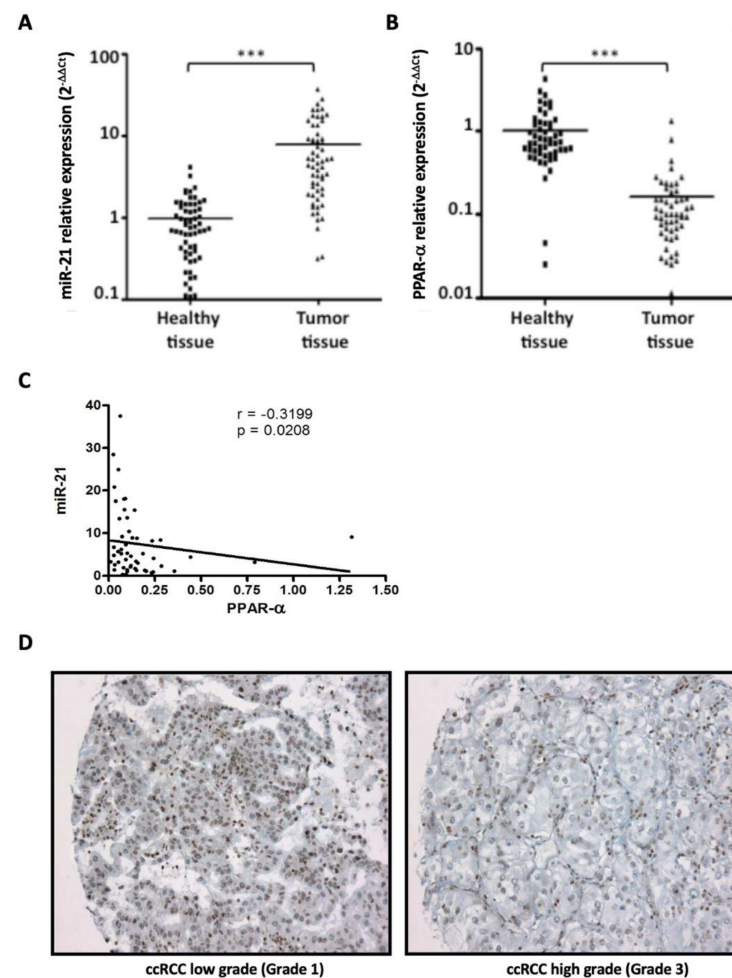 A
miR-21 relative expression (2-ΔΔCt)
100
10
1
0.1
***
Healthy
tissue
Tumor
tissue
B
PPAR-α relative expression (2-ΔΔCt)
10
1
0.1
0.01
***
Healthy
tissue
Tumor
tissue
C
miR-21
40
30
20
10
0
r = -0.3199
p = 0.0208
0.00 0.25 0.50 0.75 1.00 1.25 1.50
PPAR-α
D
ccRCC low grade (Grade 1)
ccRCC high grade (Grade 3)